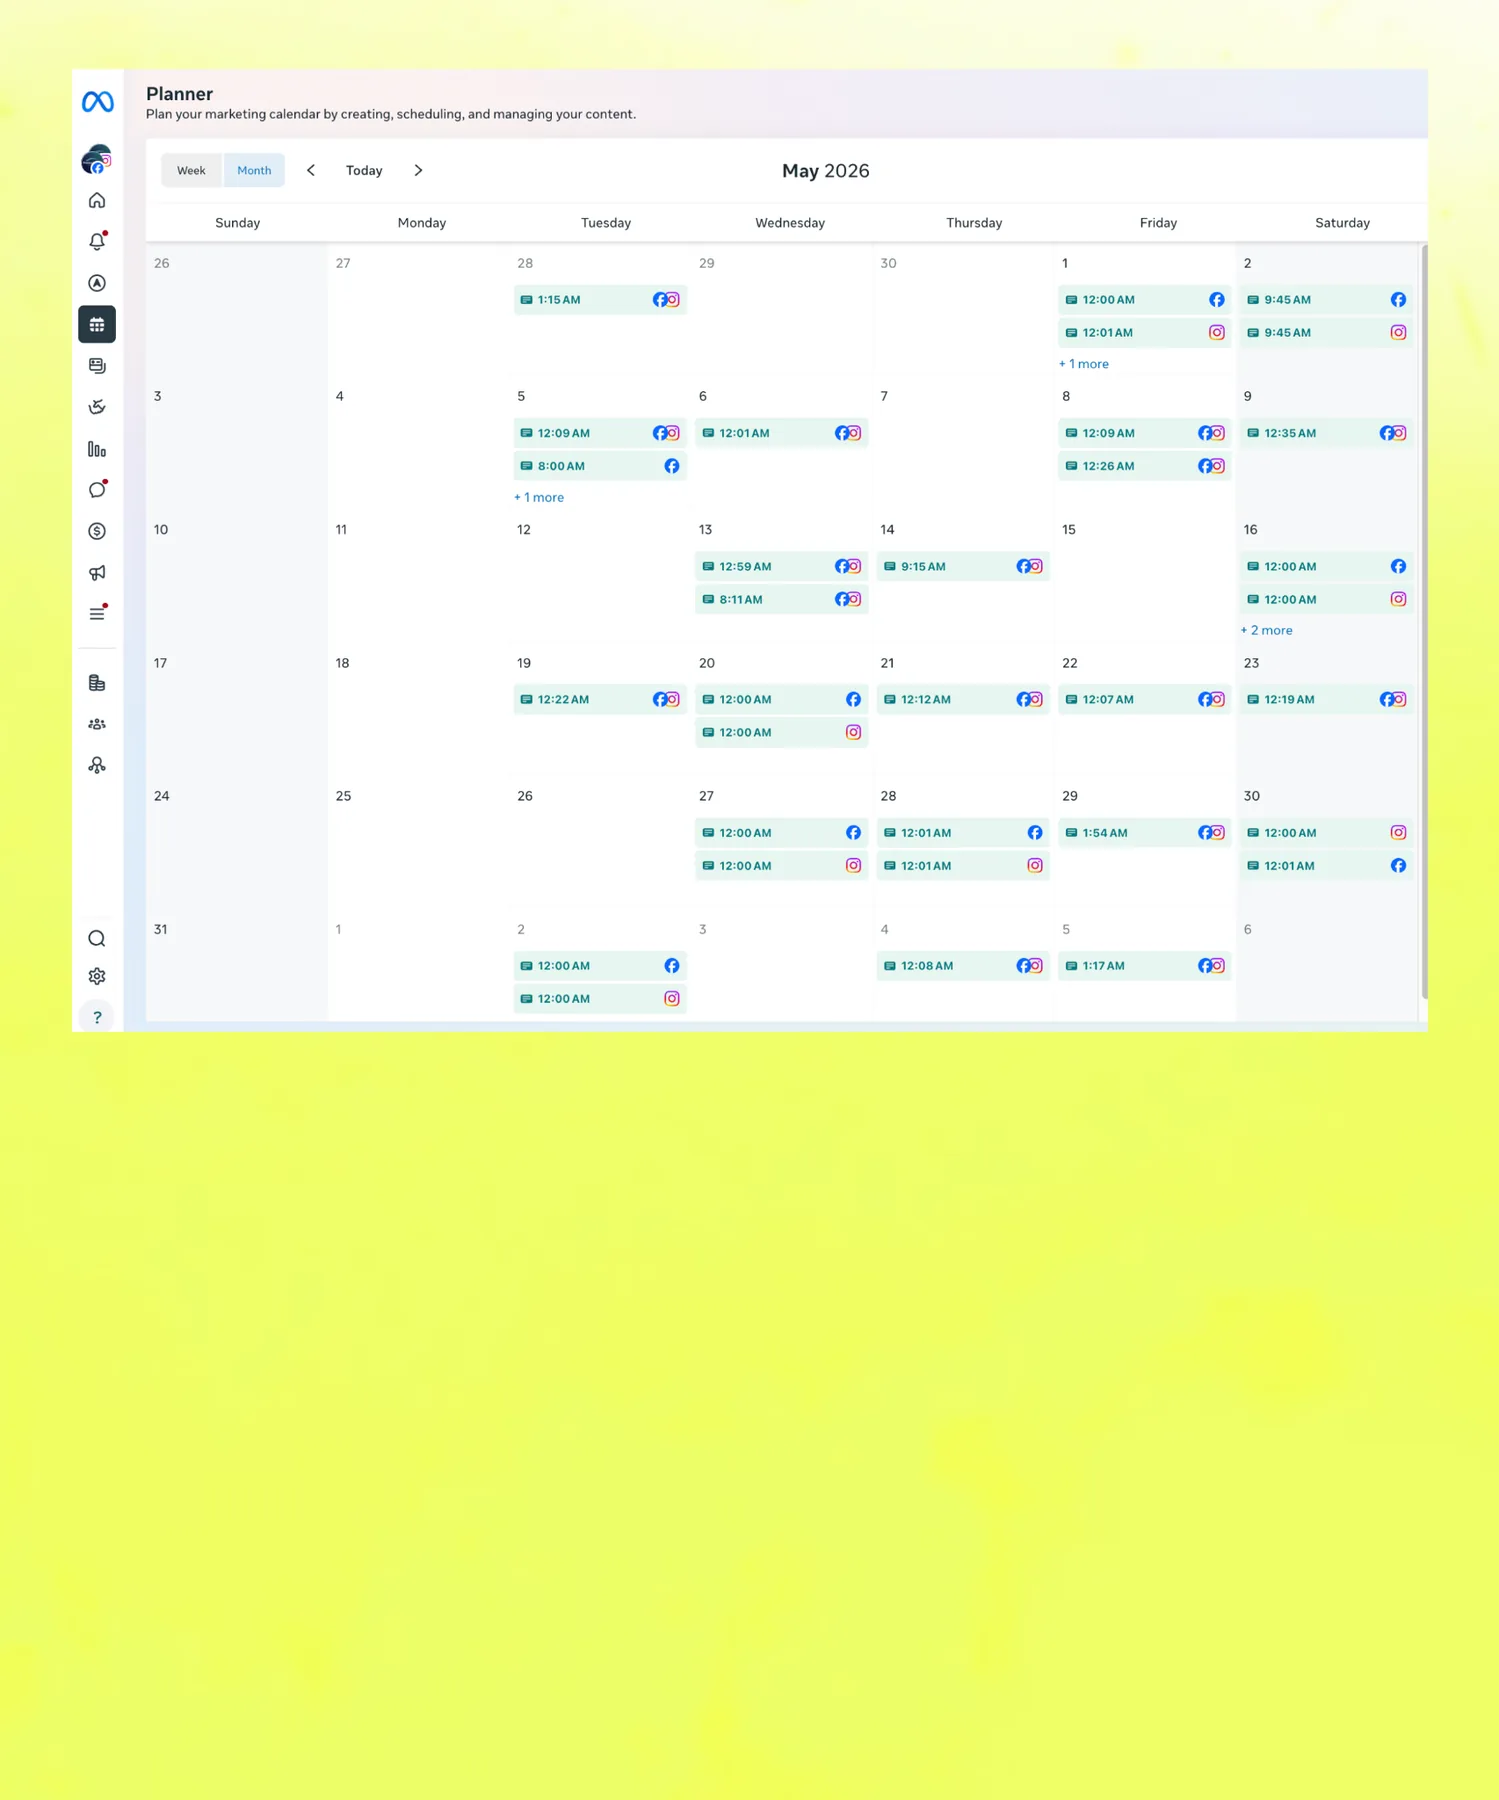 Planner
Plan your marketing calendar by creating, scheduling, and managing your content.
Week Month Today May 2026
Sunday Monday Tuesday Wednesday Thursday Friday Saturday
26 27 28 29 30 1 2
1:15 AM 12:00 AM 9:45 AM
12:01 AM 9:45 AM
+ 1 more
3 4 5 6 7 8 9
12:09 AM 12:01 AM 12:09 AM 12:35 AM
8:00 AM 12:26 AM
+ 1 more
10 11 12 13 14 15 16
12:59 AM 9:15 AM 12:00 AM
8:11 AM 12:00 AM
+ 2 more
17 18 19 20 21 22 23
12:22 AM 12:00 AM 12:12 AM 12:07 AM 12:19 AM
12:00 AM
24 25 26 27 28 29 30
12:00 AM 12:01 AM 1:54 AM 12:00 AM
12:00 AM 12:01 AM 12:01 AM
31 1 2 3 4 5 6
12:00 AM 12:08 AM 1:17 AM
12:00 AM
?